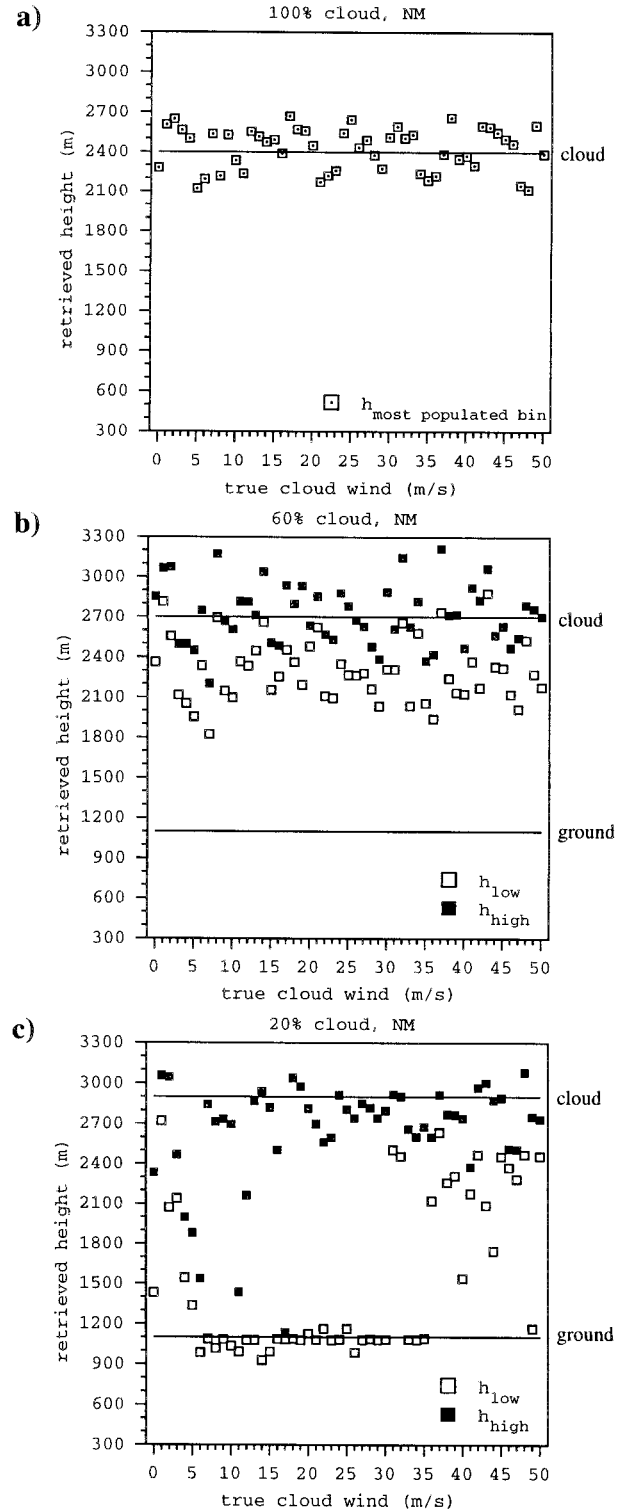 a)
100% cloud, NM
3300
3000
2700
2400
2100
1800
1500
1200
900
600
300
retrieved height (m)
cloud
h most populated bin
0 5 10 15 20 25 30 35 40 45 50
true cloud wind (m/s)
b)
60% cloud, NM
3300
3000
2700
2400
2100
1800
1500
1200
900
600
300
retrieved height (m)
cloud
ground
h low
h high
0 5 10 15 20 25 30 35 40 45 50
true cloud wind (m/s)
c)
20% cloud, NM
3300
3000
2700
2400
2100
1800
1500
1200
900
600
300
retrieved height (m)
cloud
ground
h low
h high
0 5 10 15 20 25 30 35 40 45 50
true cloud wind (m/s)